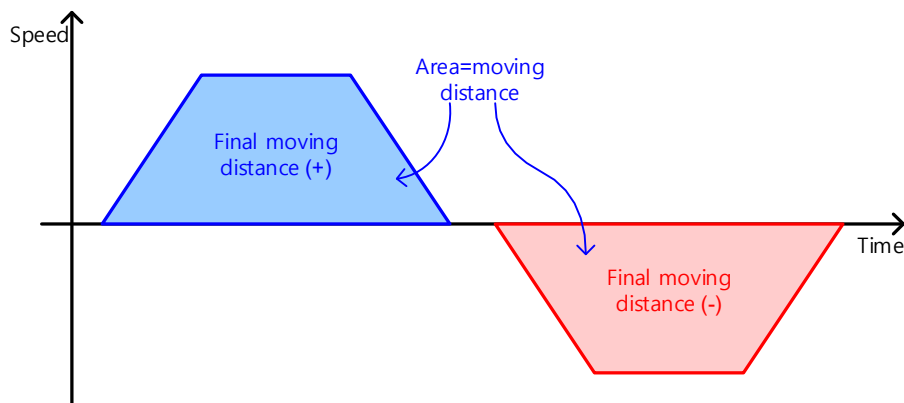 Speed
Area=moving
distance
Final moving
distance (+)
Time
Final moving
distance (-)